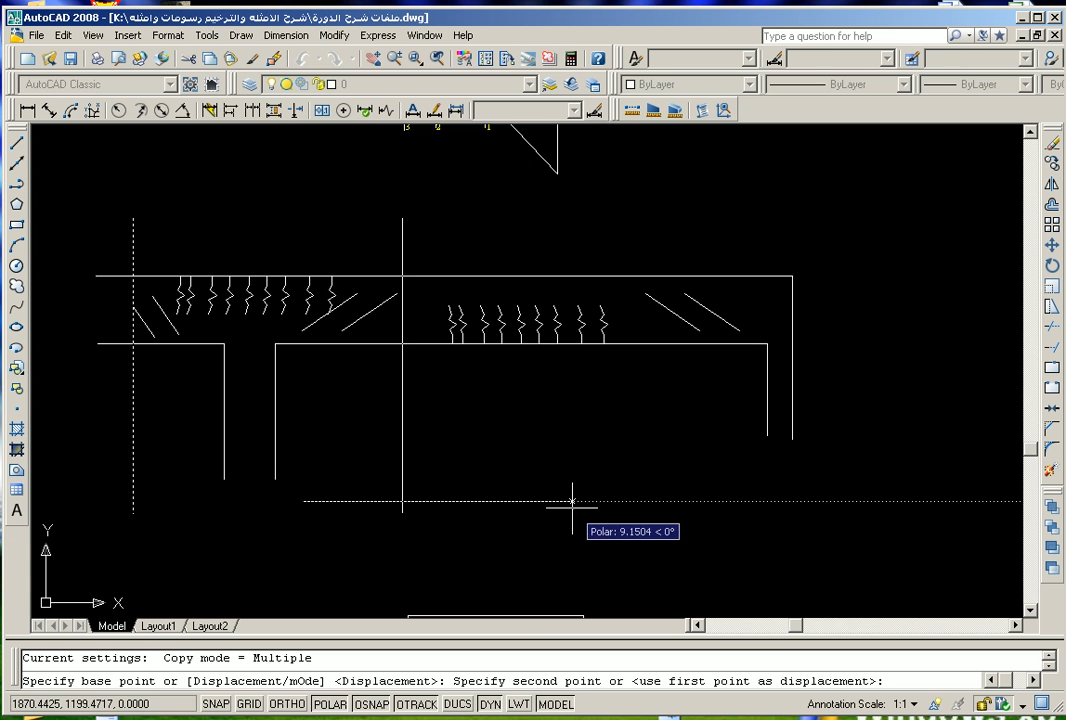 AutoCAD 2008 - [K:\ملفات شرح الدورة\شرح الامثله والترخيم رسومات وامثله.dwg]
File Edit View Insert Format Tools Draw Dimension Modify Express Window Help
Type a question for help
AutoCAD Classic
0
ByLayer
ByLayer
ByLayer
Polar: 9.1504 < 0°
Y
X
A
Model Layout1 Layout2
Current settings: Copy mode = Multiple
Specify base point or [Displacement/mOde] <Displacement>: Specify second point or <use first point as displacement>:
1870.4425, 1199.4717, 0.0000 SNAP GRID ORTHO POLAR OSNAP OTRACK DUCS DYN LWT MODEL Annotation Scale: 1:1